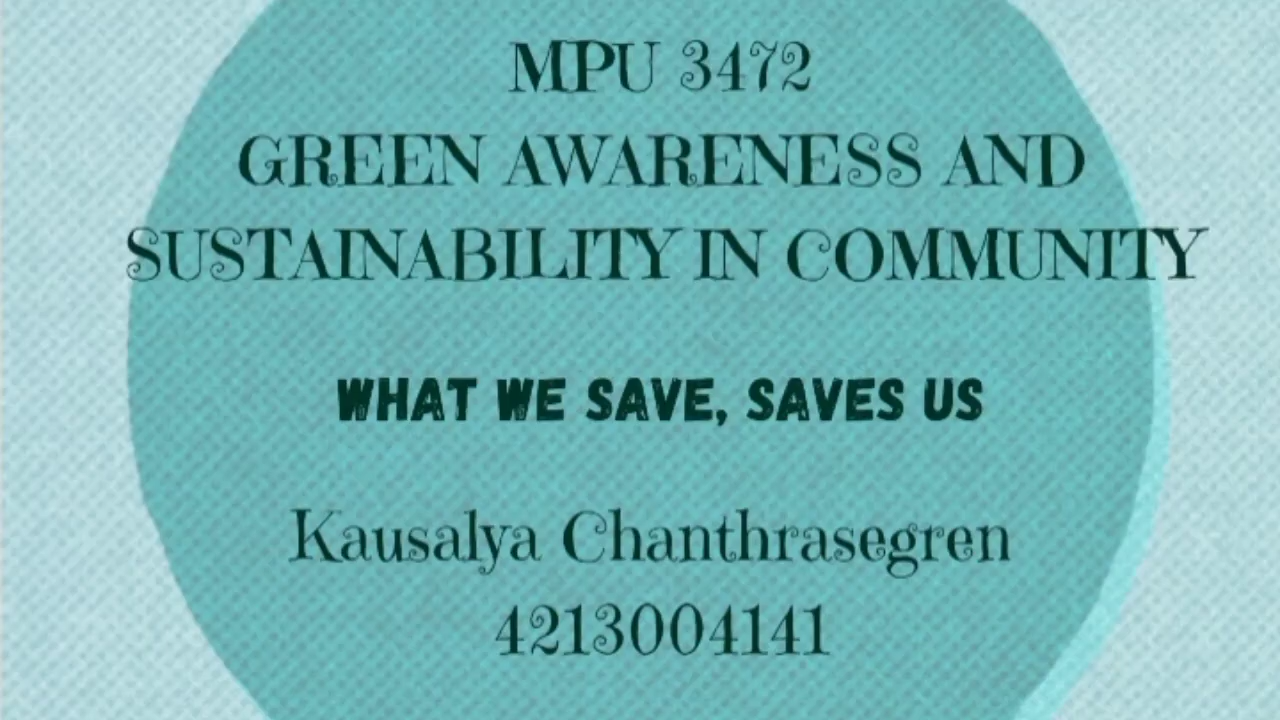 MPU 3472
GREEN AWARENESS AND
SUSTAINABILITY IN COMMUNITY
WHAT WE SAVE, SAVES US
Kausalya Chanthrasegren
4213004141